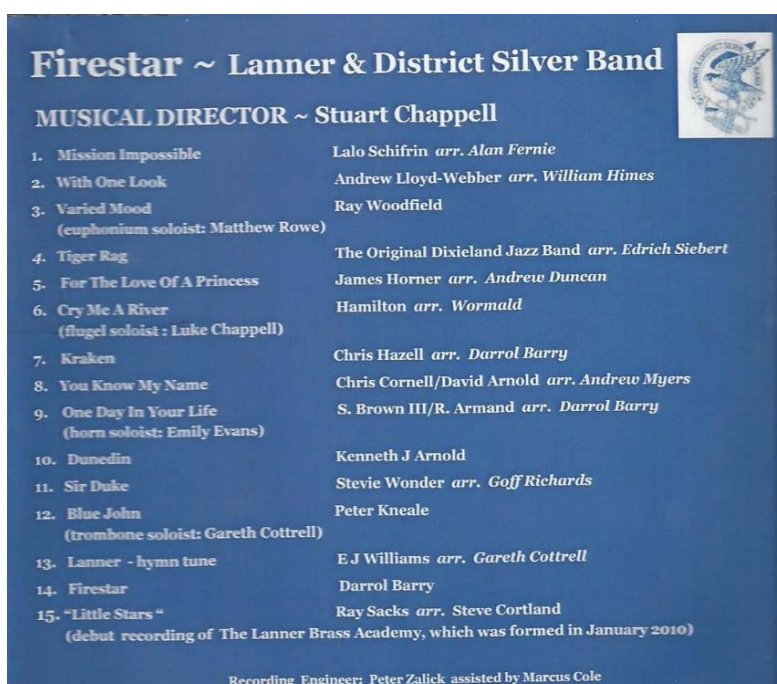 Firestar ~ Lanner & District Silver Band
MUSICAL DIRECTOR ~ Stuart Chappell
1. Mission Impossible Lalo Schifrin arr. Alan Fernie
2. With One Look Andrew Lloyd-Webber arr. William Himes
3. Varied Mood Ray Woodfield
(euphonium soloist: Matthew Rowe)
4. Tiger Rag The Original Dixieland Jazz Band arr. Edrich Siebert
5. For The Love Of A Princess James Horner arr. Andrew Duncan
6. Cry Me A River Hamilton arr. Wormald
(flugel soloist : Luke Chappell)
7. Kraken Chris Hazell arr. Darrol Barry
8. You Know My Name Chris Cornell/David Arnold arr. Andrew Myers
9. One Day In Your Life S. Brown III/R. Armand arr. Darrol Barry
(horn soloist: Emily Evans)
10. Dunedin Kenneth J Arnold
11. Sir Duke Stevie Wonder arr. Goff Richards
12. Blue John Peter Kneale
(trombone soloist: Gareth Cottrell)
13. Lanner - hymn tune E J Williams arr. Gareth Cottrell
14. Firestar Darrol Barry
15. "Little Stars " Ray Sacks arr. Steve Cortland
(debut recording of The Lanner Brass Academy, which was formed in January 2010)
Recording Engineer: Peter Zalick assisted by Marcus Cole